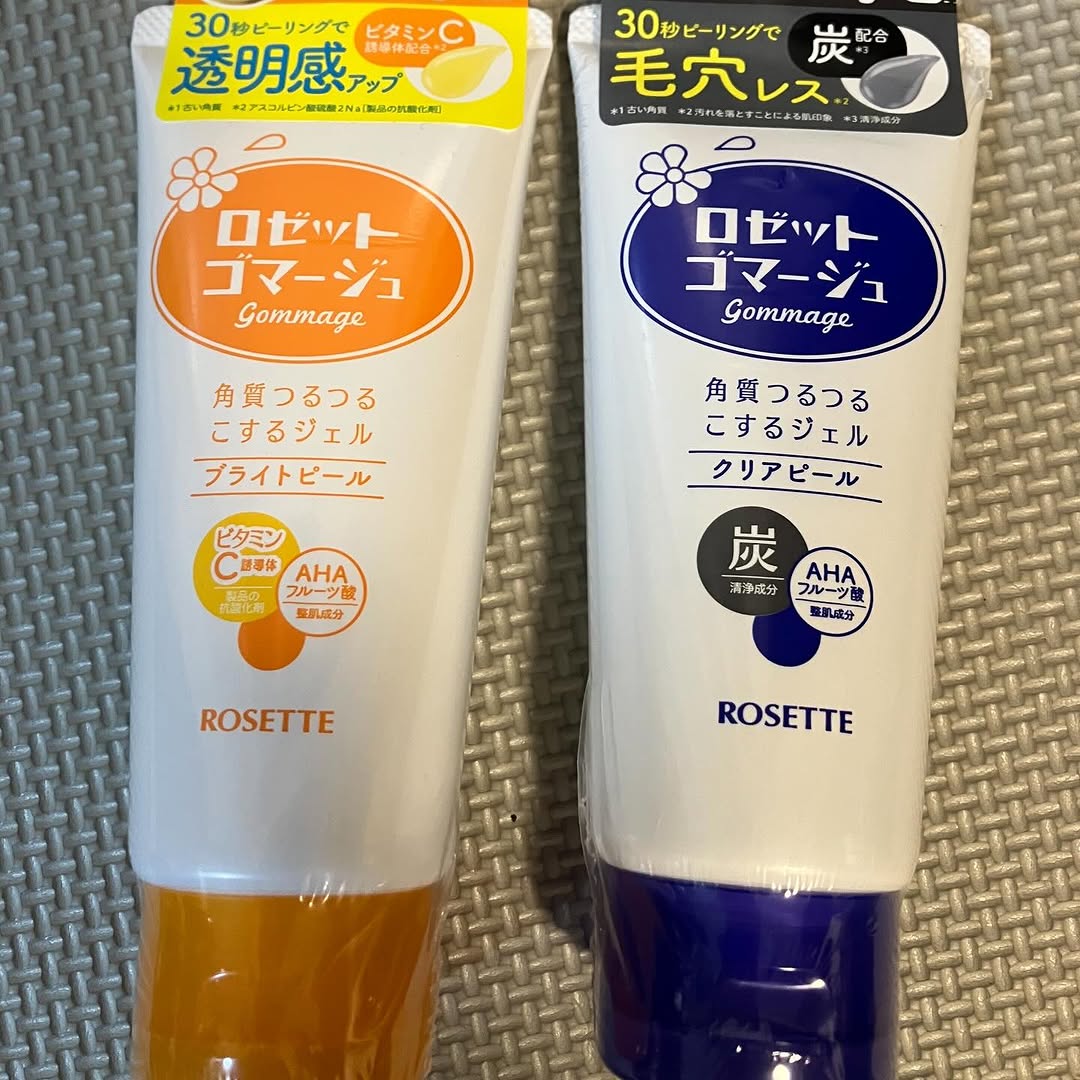 30秒ピーリングで
透明感アップ
ビタミンC
誘導体配合*2
*1 古い角質 *2 アスコルビン酸硫酸2Na[製品の抗酸化剤]
ロゼット
ゴマージュ
Gommage
角質つるつる
こするジェル
ブライトピール
ビタミン
C誘導体
製品の
抗酸化剤
AHA
フルーツ酸
整肌成分
ROSETTE
30秒ピーリングで
毛穴レス*2
炭配合
*3
*1 古い角質 *2 汚れを落とすことによる肌印象 *3 清浄成分
ロゼット
ゴマージュ
Gommage
角質つるつる
こするジェル
クリアピール
炭
清浄成分
AHA
フルーツ酸
整肌成分
ROSETTE